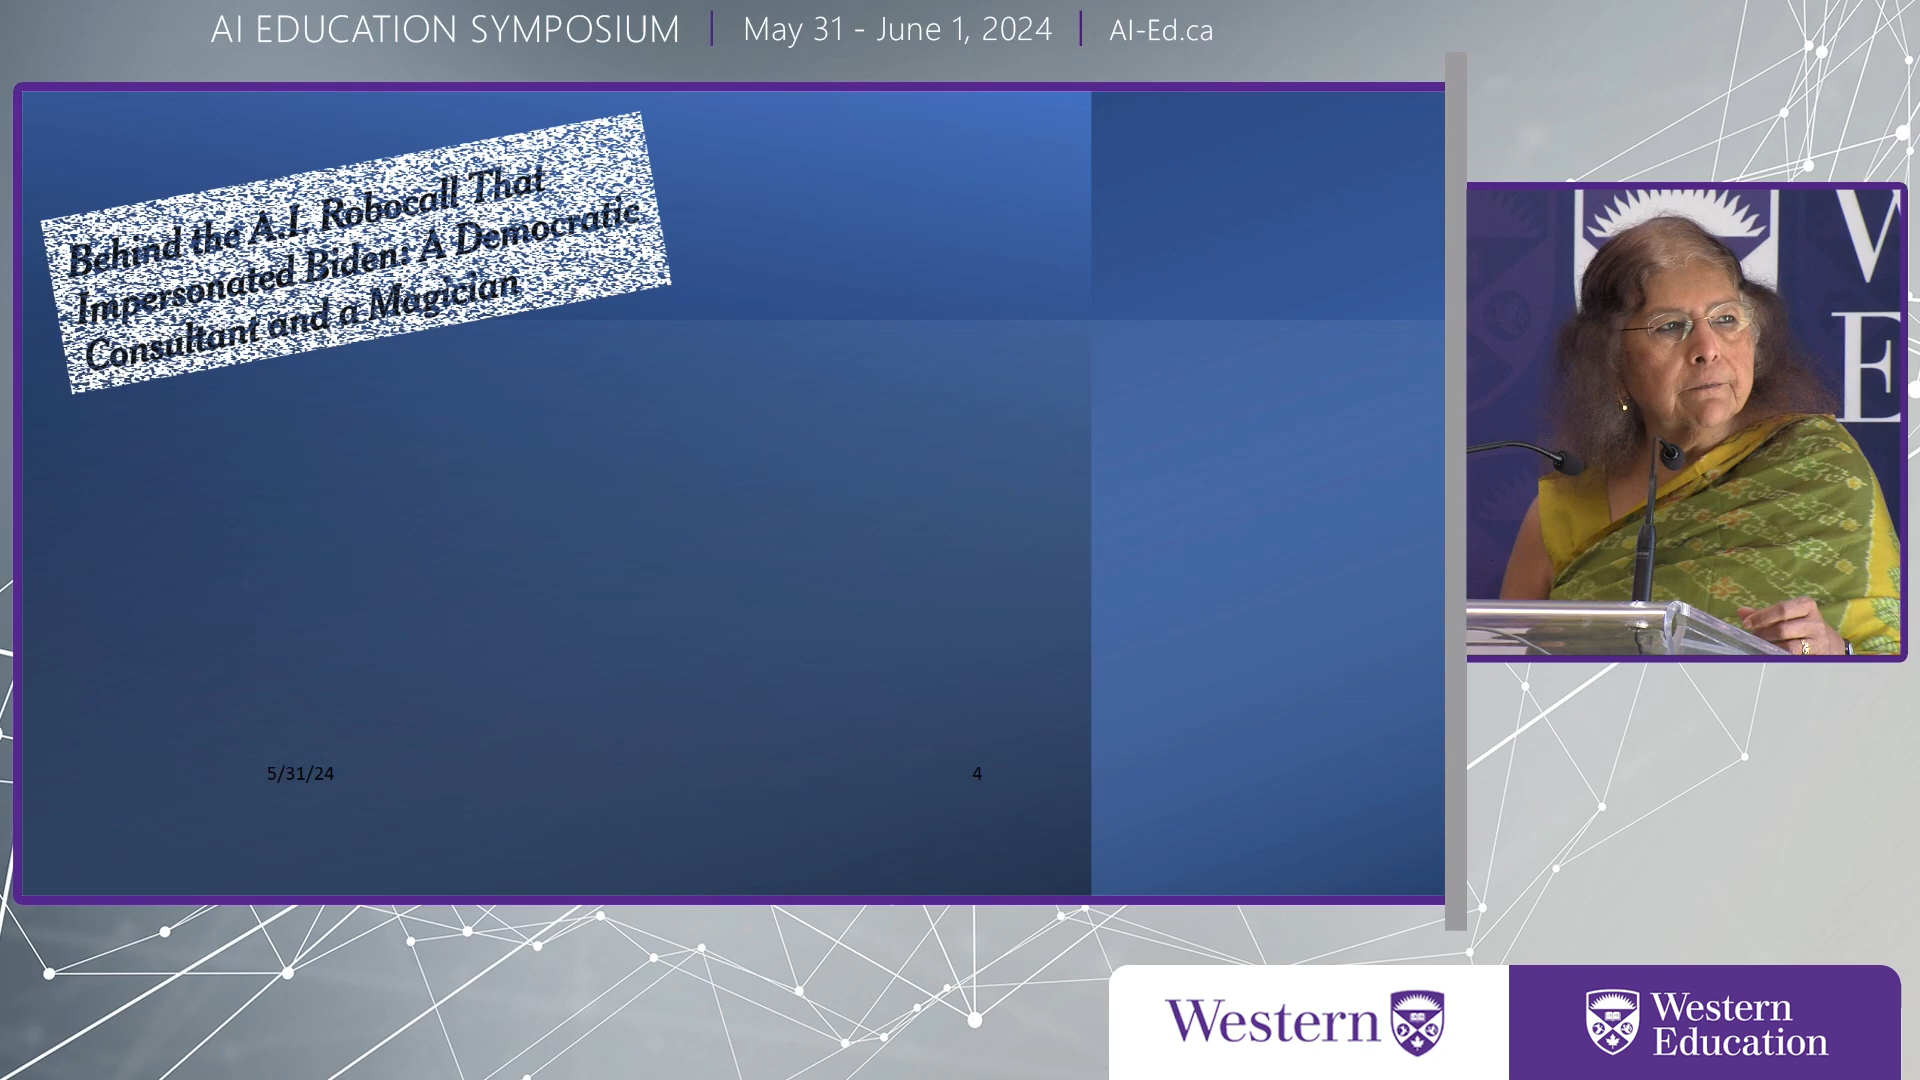 AI EDUCATION SYMPOSIUM | May 31 - June 1, 2024 | AI-Ed.ca
Behind the A.I. Robocall That
Impersonated Biden: A Democratic
Consultant and a Magician
5/31/24
4
W
E
Western
Western
Education